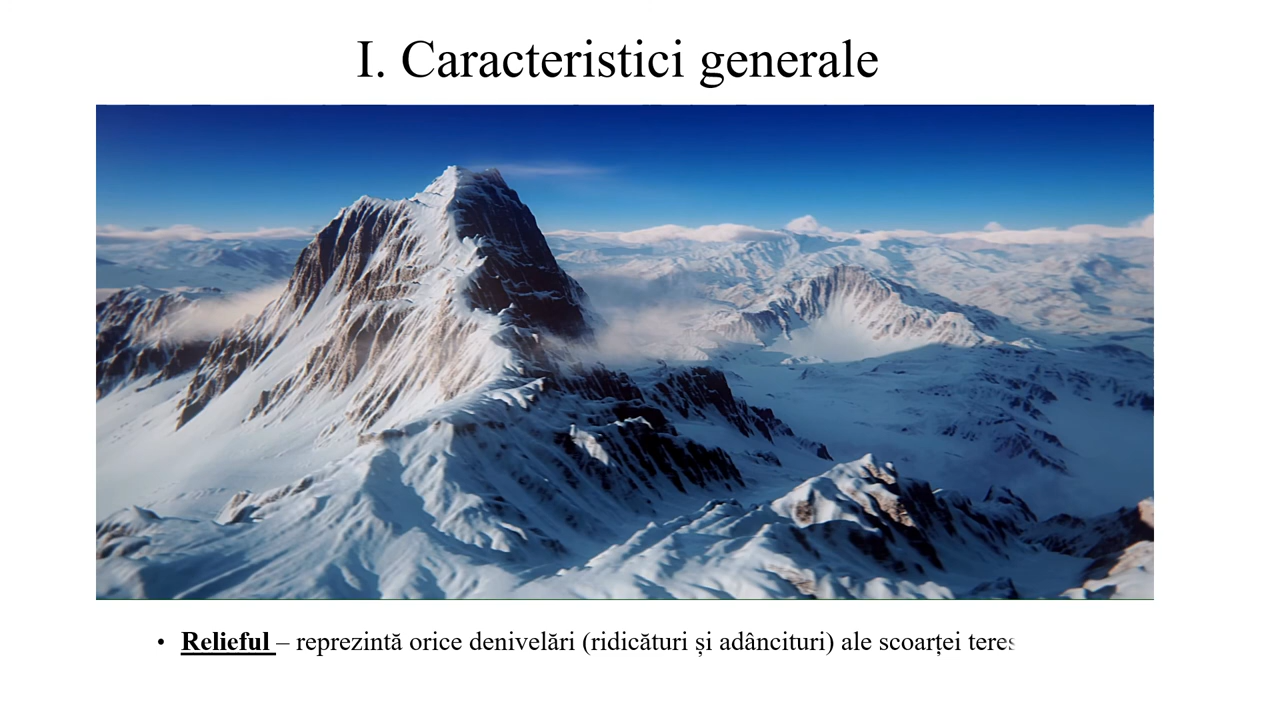 I. Caracteristici generale
• Relieful – reprezintă orice denivelări (ridicături și adâncituri) ale scoarței